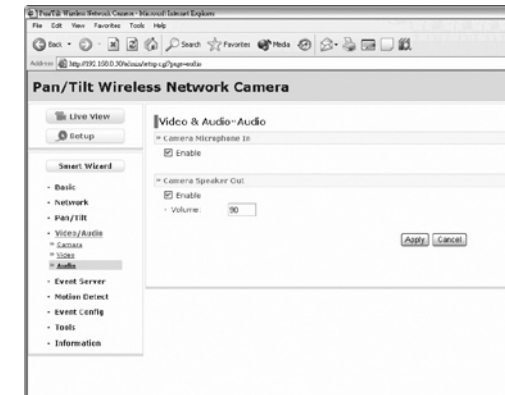 Pan/Tilt Wireless Network Camera - Microsoft Internet Explorer
File Edit View Favorites Tools Help
Back Search Favorites Media
Address
Pan/Tilt Wireless Network Camera
Live View
Setup
Smart Wizard
- Basic
- Network
- Pan/Tilt
- Video/Audio
» Camera
» Video
» Audio
- Event Server
- Motion Detect
- Event Config
- Tools
- Information
Video & Audio-Audio
» Camera Microphone In
Enable
» Camera Speaker Out
Enable
- Volume: 90
Apply Cancel